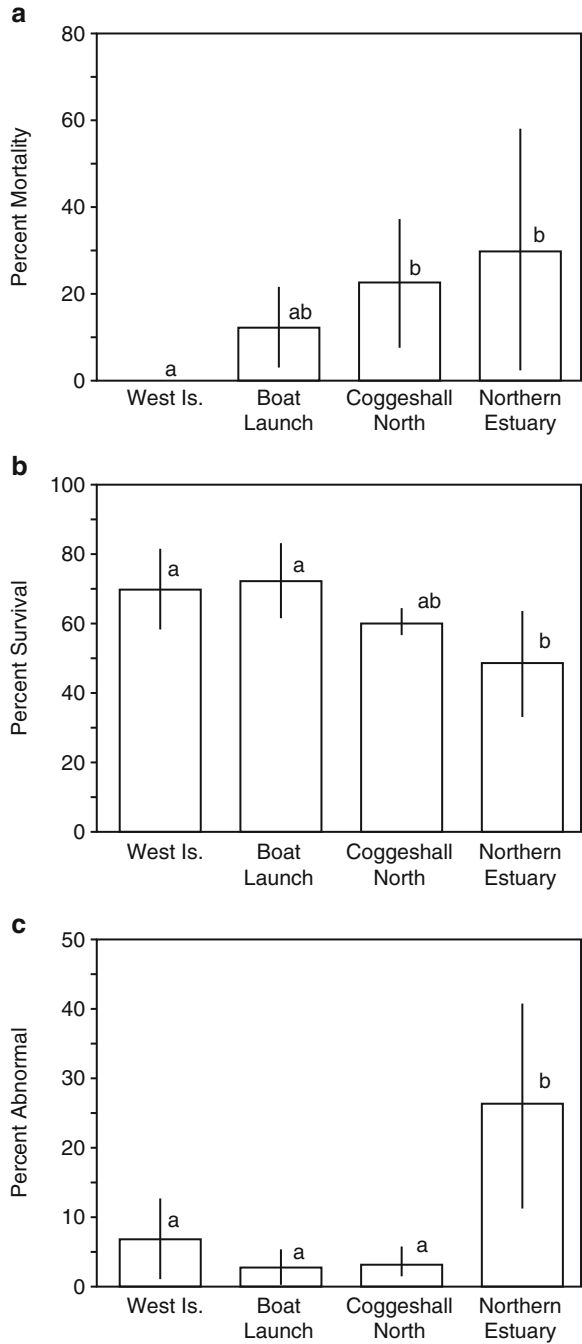 a
80
60
40
20
0
Percent Mortality
a
ab
b
b
West Is. Boat Launch Coggeshall North Northern Estuary
b
100
80
60
40
20
0
Percent Survival
a
a
ab
b
West Is. Boat Launch Coggeshall North Northern Estuary
c
50
40
30
20
10
0
Percent Abnormal
a
a
a
b
West Is. Boat Launch Coggeshall North Northern Estuary